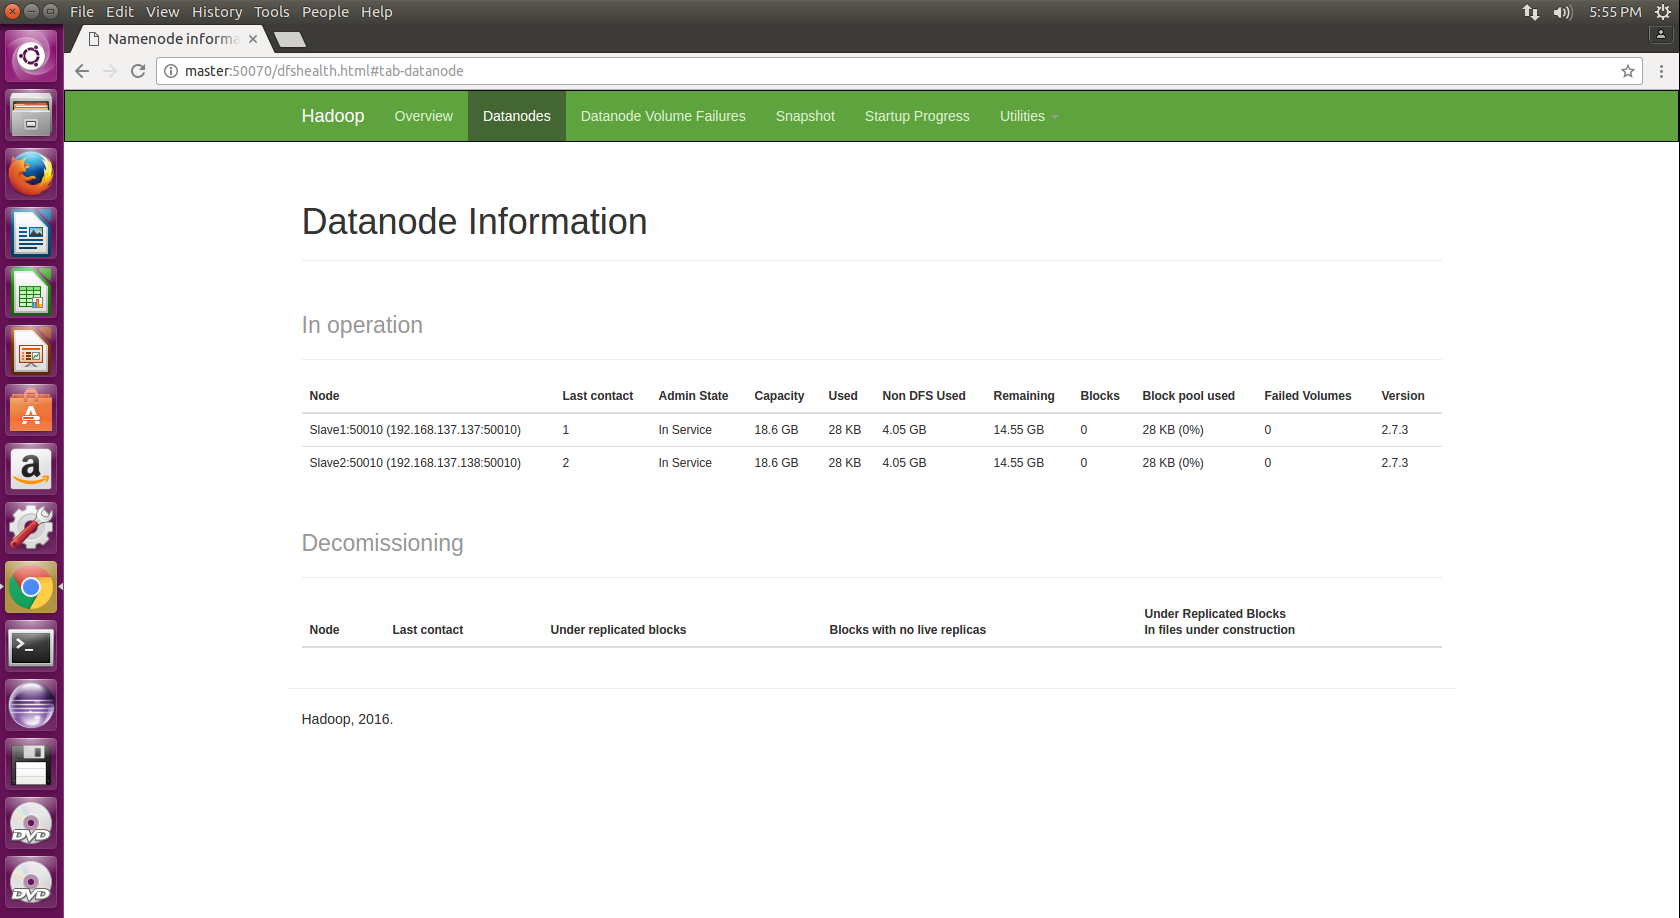 File Edit View History Tools People Help
5:55 PM
Namenode informa
master:50070/dfshealth.html#tab-datanode
Hadoop Overview Datanodes Datanode Volume Failures Snapshot Startup Progress Utilities
Datanode Information
In operation
Node Last contact Admin State Capacity Used Non DFS Used Remaining Blocks Block pool used Failed Volumes Version
Slave1:50010 (192.168.137.137:50010) 1 In Service 18.6 GB 28 KB 4.05 GB 14.55 GB 0 28 KB (0%) 0 2.7.3
Slave2:50010 (192.168.137.138:50010) 2 In Service 18.6 GB 28 KB 4.05 GB 14.55 GB 0 28 KB (0%) 0 2.7.3
Decomissioning
Node Last contact Under replicated blocks Blocks with no live replicas Under Replicated Blocks
In files under construction
Hadoop, 2016.
DVD
DVD